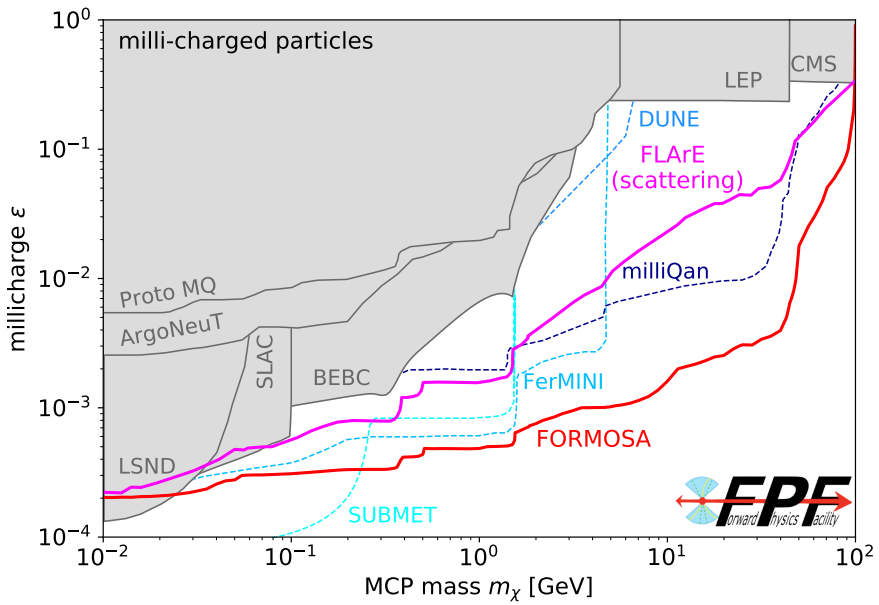 10⁰
milli-charged particles
CMS
LEP
DUNE
10⁻¹
FLArE
(scattering)
10⁻²
milliQan
Proto MQ
ArgoNeuT
SLAC
BEBC
FerMINI
10⁻³
FORMOSA
LSND
SUBMET
FPF
Forward Physics Facility
10⁻⁴
10⁻² 10⁻¹ 10⁰ 10¹ 10²
MCP mass mχ [GeV]
millicharge ε